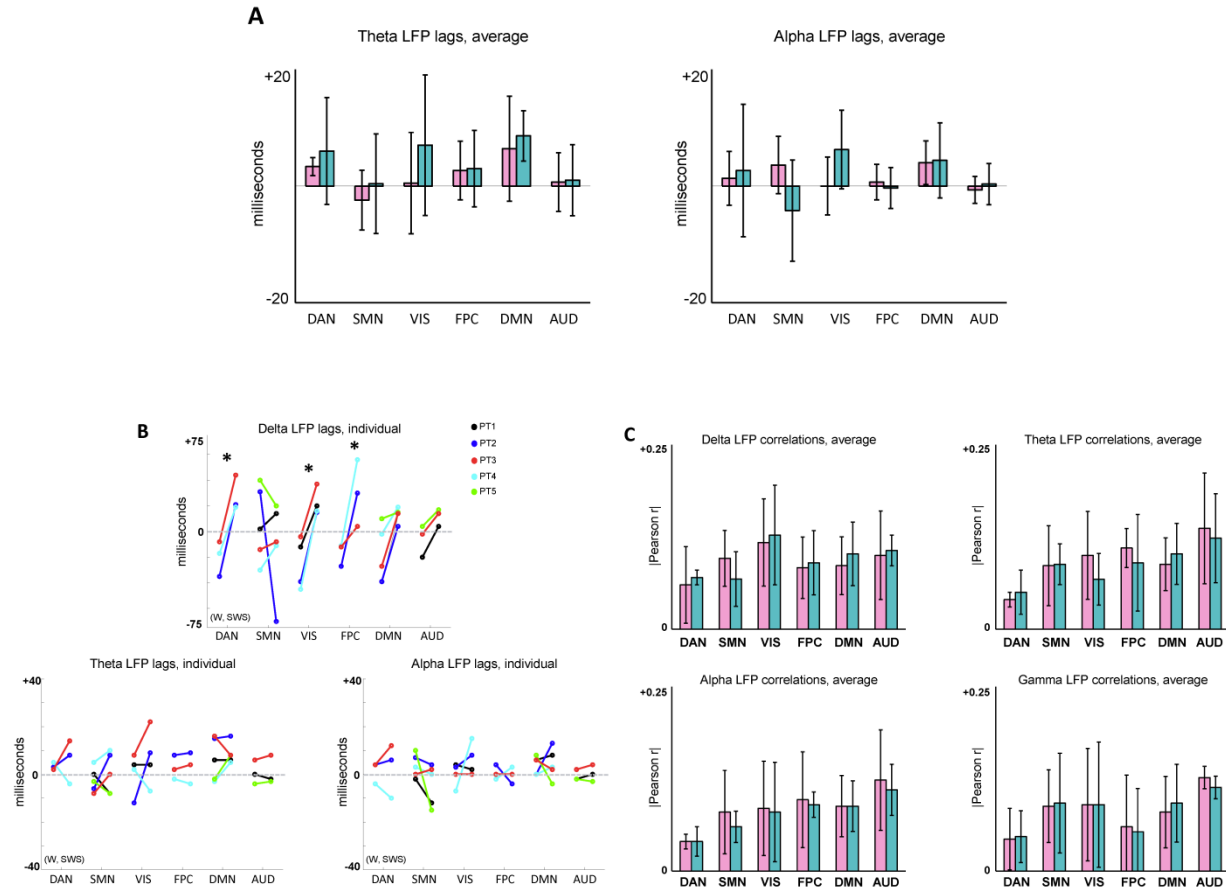 A
Theta LFP lags, average
+20
milliseconds
-20
DAN SMN VIS FPC DMN AUD
Alpha LFP lags, average
+20
milliseconds
-20
DAN SMN VIS FPC DMN AUD
B
Delta LFP lags, individual
+75
milliseconds
0
-75
* * *
(W, SWS)
DAN SMN VIS FPC DMN AUD
PT1
PT2
PT3
PT4
PT5
Theta LFP lags, individual
+40
milliseconds
0
-40
(W, SWS)
DAN SMN VIS FPC DMN AUD
Alpha LFP lags, individual
+40
milliseconds
0
-40
(W, SWS)
DAN SMN VIS FPC DMN AUD
C
Delta LFP correlations, average
+0.25
|Pearson r|
0
DAN SMN VIS FPC DMN AUD
Theta LFP correlations, average
+0.25
|Pearson r|
0
DAN SMN VIS FPC DMN AUD
Alpha LFP correlations, average
+0.25
|Pearson r|
0
DAN SMN VIS FPC DMN AUD
Gamma LFP correlations, average
+0.25
|Pearson r|
0
DAN SMN VIS FPC DMN AUD